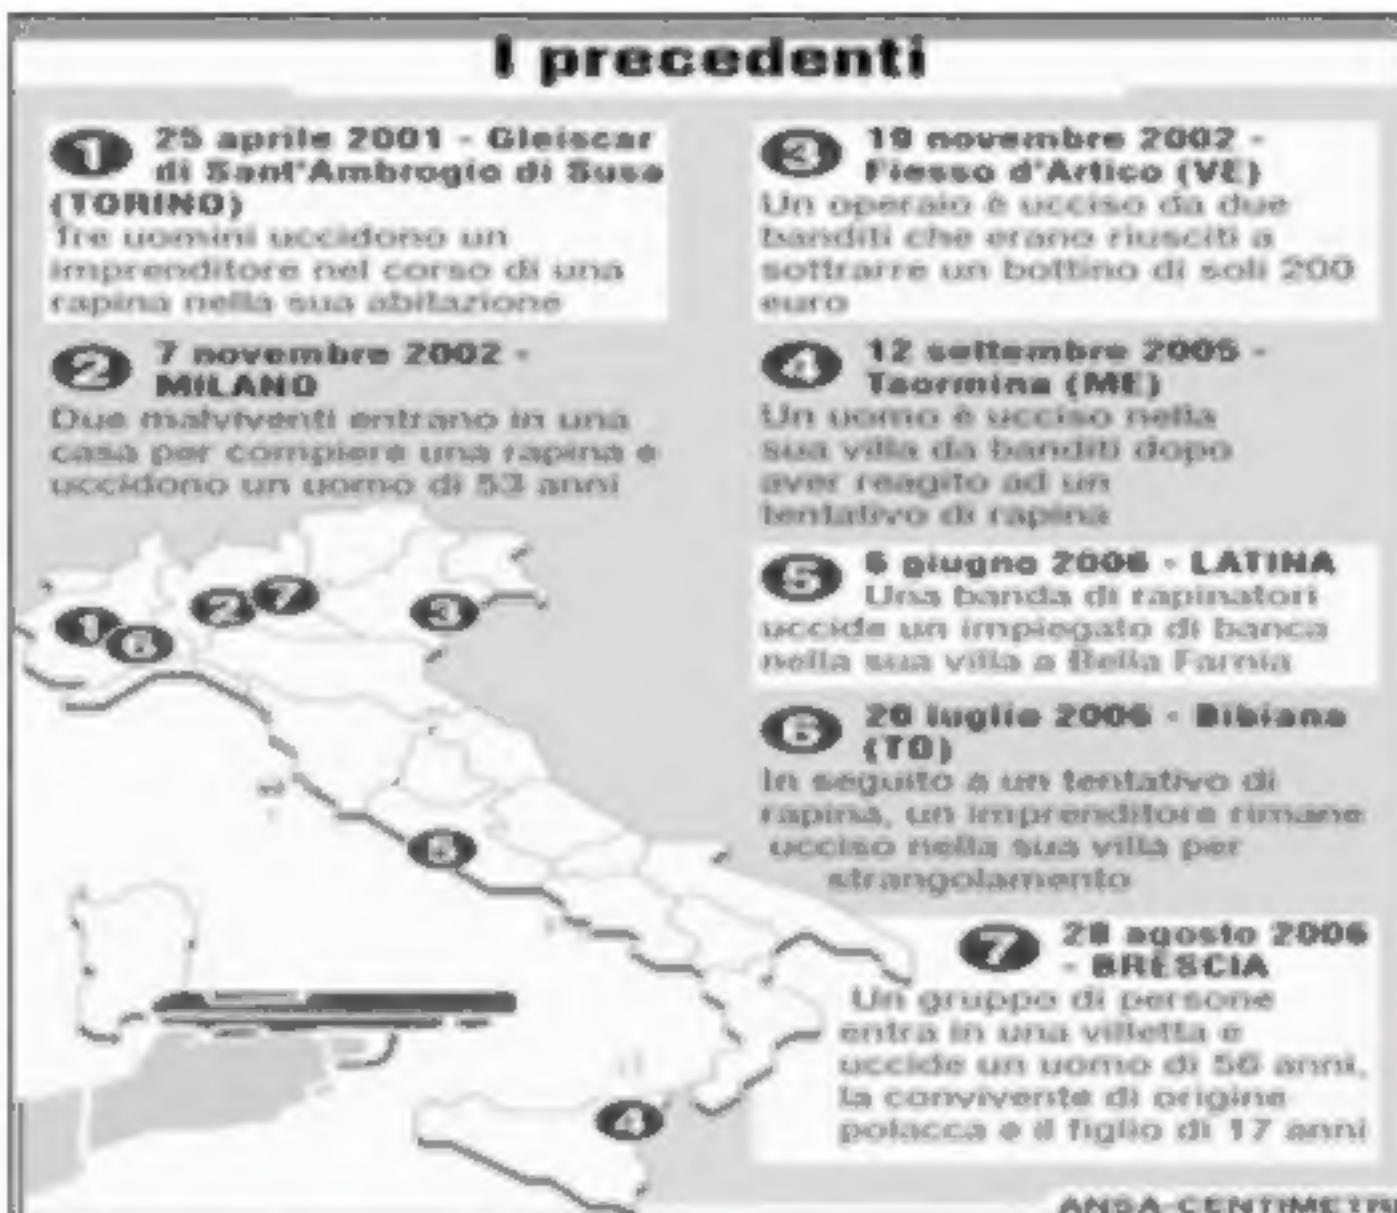 I precedenti
1 25 aprile 2001 - Gleiscar
di Sant'Ambrogio di Susa
(TORINO)
Tre uomini uccidono un
imprenditore nel corso di una
rapina nella sua abitazione
2 7 novembre 2002 -
MILANO
Due malviventi entrano in una
casa per compiere una rapina e
uccidono un uomo di 53 anni
3 19 novembre 2002 -
Fiesso d'Artico (VE)
Un operaio è ucciso da due
banditi che erano riusciti a
sottrarre un bottino di soli 200
euro
4 12 settembre 2005 -
Taormina (ME)
Un uomo è ucciso nella
sua villa da banditi dopo
aver reagito ad un
tentativo di rapina
5 giugno 2006 - LATINA
Una banda di rapinatori
uccide un impiegato di banca
nella sua villa a Bella Farnia
6 20 luglio 2006 - Bibiana
(TO)
In seguito a un tentativo di
rapina, un imprenditore rimane
ucciso nella sua villa per
strangolamento
7 28 agosto 2006
- BRESCIA
Un gruppo di persone
entra in una villetta e
uccide un uomo di 56 anni,
la convivente di origine
polacca e il figlio di 17 anni
1
6
2
7
3
5
4
ANSA-CENTIMETRI